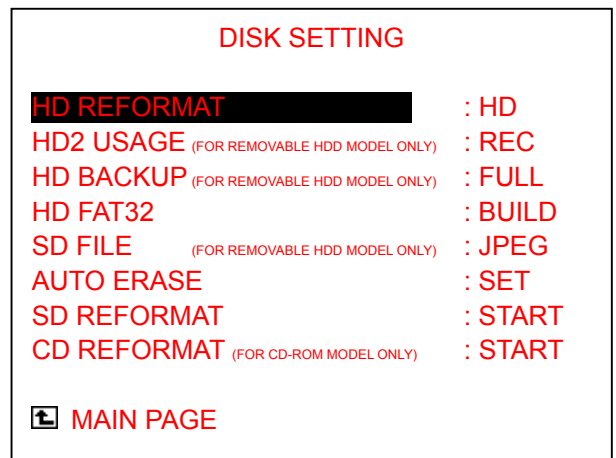 DISK SETTING
HD REFORMAT : HD
HD2 USAGE (FOR REMOVABLE HDD MODEL ONLY) : REC
HD BACKUP (FOR REMOVABLE HDD MODEL ONLY) : FULL
HD FAT32 : BUILD
SD FILE (FOR REMOVABLE HDD MODEL ONLY) : JPEG
AUTO ERASE : SET
SD REFORMAT : START
CD REFORMAT (FOR CD-ROM MODEL ONLY) : START
MAIN PAGE